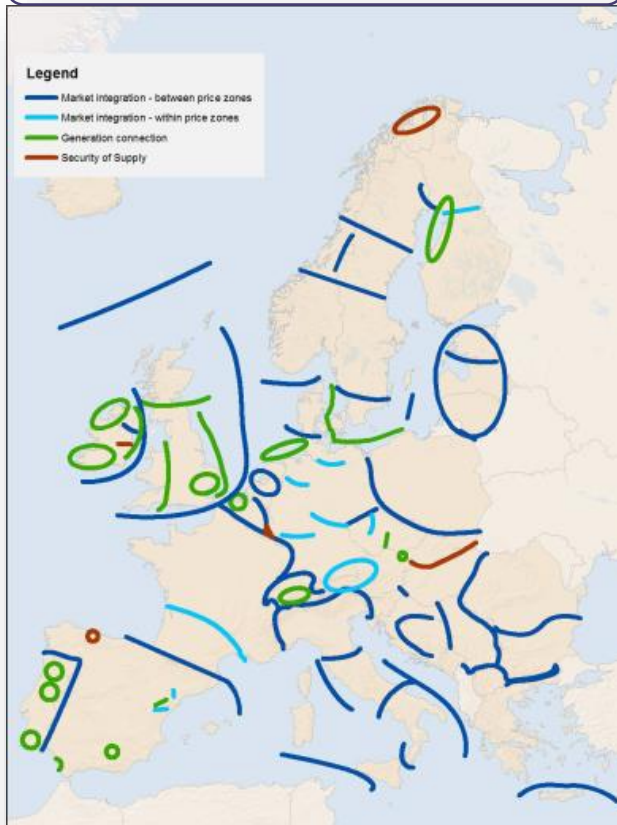 Legend
Market integration - between price zones
Market integration - within price zones
Generation connection
Security of Supply